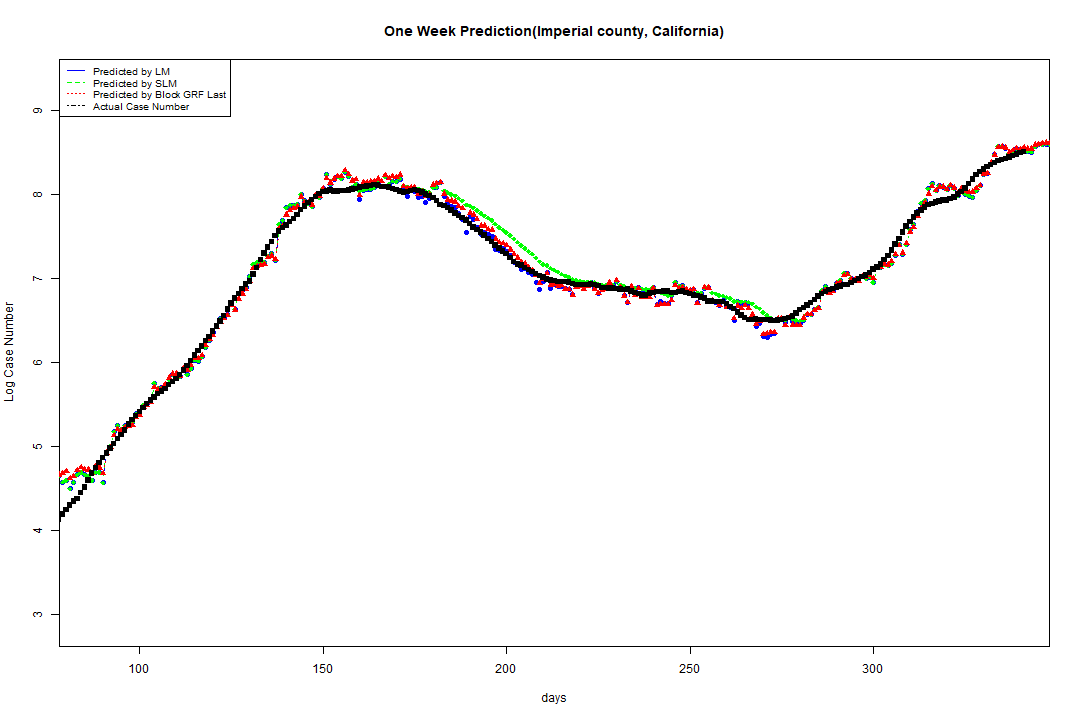 One Week Prediction(Imperial county, California)
Predicted by LM
Predicted by SLM
Predicted by Block GRF Last
Actual Case Number
9
8
7
6
5
4
3
Log Case Number
100 150 200 250 300
days